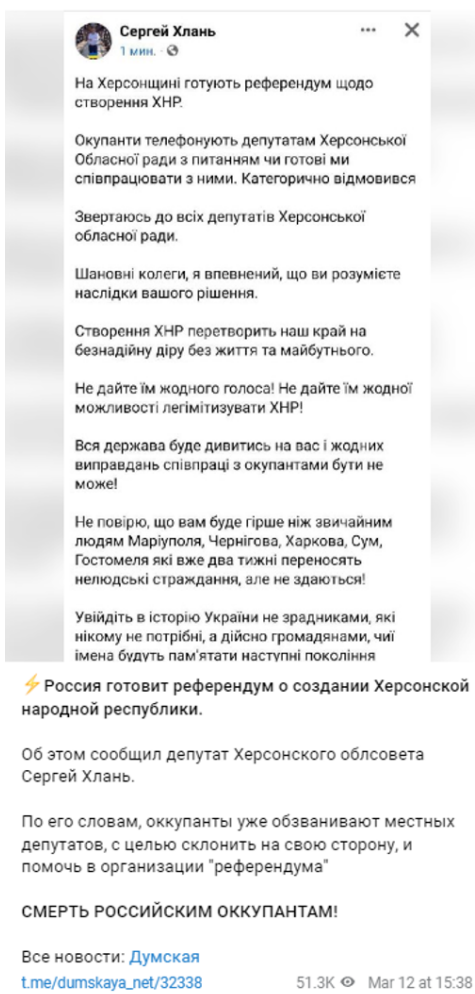 Сергей Хлань
1 мин.
На Херсонщині готують референдум щодо
створення ХНР.
Окупанти телефонують депутатам Херсонської
Обласної ради з питанням чи готові ми
співпрацювати з ними. Категорично відмовився
Звертаюсь до всіх депутатів Херсонської
обласної ради.
Шановні колеги, я впевнений, що ви розумієте
наслідки вашого рішення.
Створення ХНР перетворить наш край на
безнадійну діру без життя та майбутнього.
Не дайте їм жодного голоса! Не дайте їм жодної
можливості легімітизувати ХНР!
Вся держава буде дивитись на вас і жодних
виправдань співпраці з окупантами бути не
може!
Не повірю, що вам буде гірше ніж звичайним
людям Маріуполя, Чернігова, Харкова, Сум,
Гостомеля які вже два тижні переносять
нелюдські страждання, але не здаються!
Увійдіть в історію України не зрадниками, які
нікому не потрібні, а дійсно громадянами, чиї
імена будуть пам'ятати наступні покоління
⚡Россия готовит референдум о создании Херсонской
народной республики.
Об этом сообщил депутат Херсонского облсовета
Сергей Хлань.
По его словам, оккупанты уже обзванивают местных
депутатов, с целью склонить на свою сторону, и
помочь в организации "референдума"
СМЕРТЬ РОССИЙСКИМ ОККУПАНТАМ!
Все новости: Думская
t.me/dumskaya_net/32338 51.3K Mar 12 at 15:38